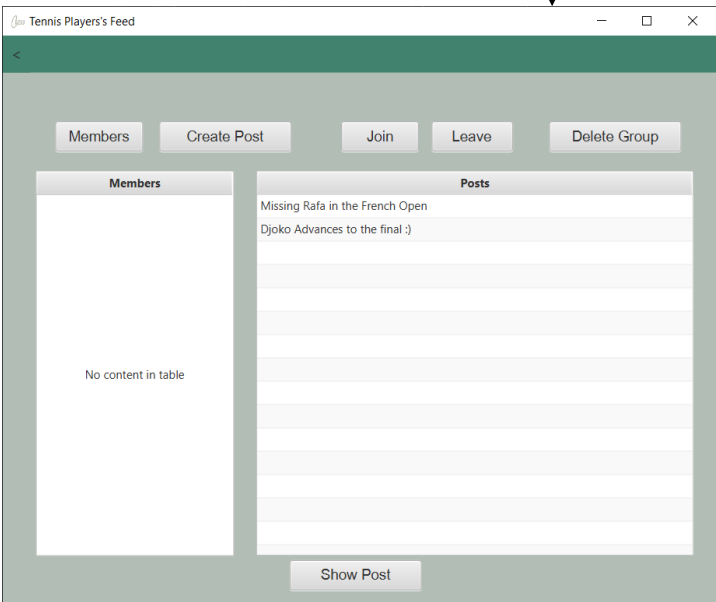 Tennis Players's Feed
<
Members Create Post Join Leave Delete Group
Members Posts
Missing Rafa in the French Open
Djoko Advances to the final :)
No content in table
Show Post